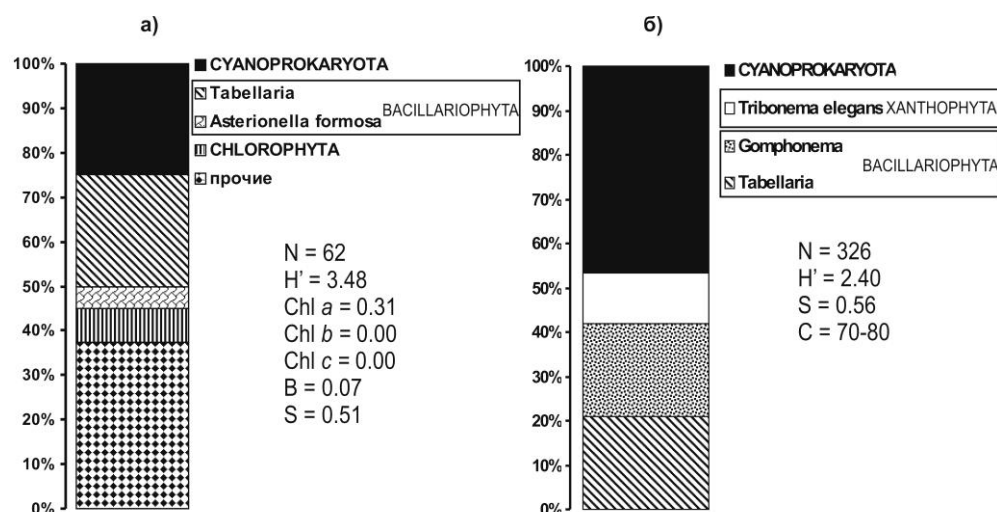 а)
100%
90%
80%
70%
60%
50%
40%
30%
20%
10%
0%
CYANOPROKARYOTA
Tabellaria
BACILLARIOPHYTA
Asterionella formosa
CHLOROPHYTA
прочие
N = 62
H’ = 3.48
Chl a = 0.31
Chl b = 0.00
Chl c = 0.00
B = 0.07
S = 0.51
б)
100%
90%
80%
70%
60%
50%
40%
30%
20%
10%
0%
CYANOPROKARYOTA
Tribonema elegans XANTHOPHYTA
Gomphonema
BACILLARIOPHYTA
Tabellaria
N = 326
H’ = 2.40
S = 0.56
C = 70-80